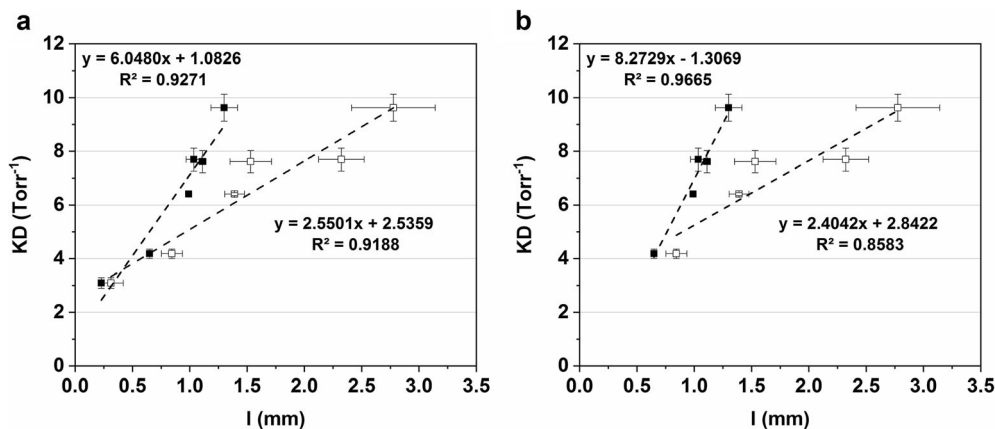 a
12
10
8
6
4
2
0
KD (Torr⁻¹)
y = 6.0480x + 1.0826
R² = 0.9271
y = 2.5501x + 2.5359
R² = 0.9188
0.0 0.5 1.0 1.5 2.0 2.5 3.0 3.5
l (mm)
b
12
10
8
6
4
2
0
KD (Torr⁻¹)
y = 8.2729x - 1.3069
R² = 0.9665
y = 2.4042x + 2.8422
R² = 0.8583
0.0 0.5 1.0 1.5 2.0 2.5 3.0 3.5
l (mm)